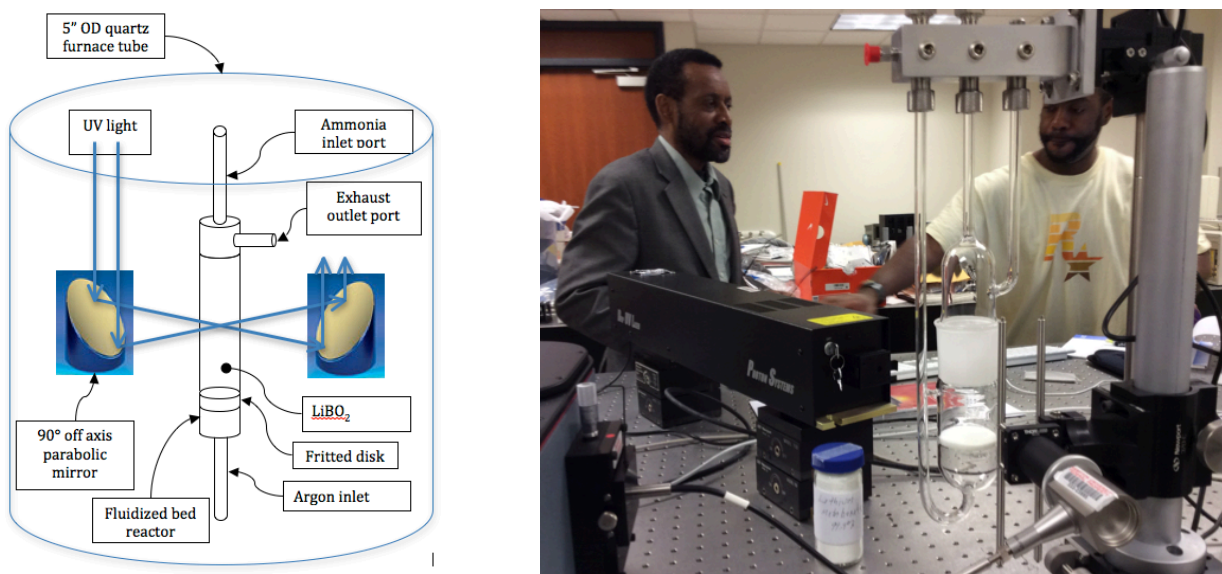 5” OD quartz
furnace tube
UV light
Ammonia
inlet port
Exhaust
outlet port
LiBO₂
90° off axis
parabolic
mirror
Fritted disk
Argon inlet
Fluidized bed
reactor
PHOTON SYSTEMS
Newport